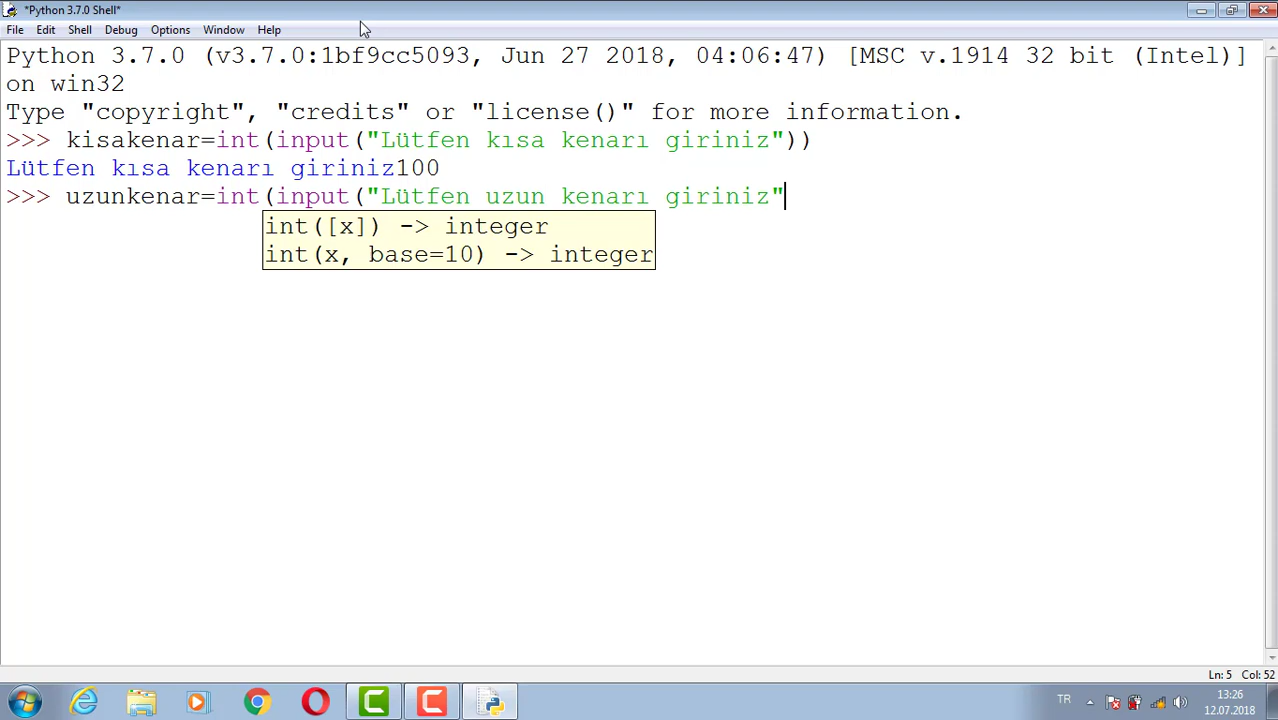 *Python 3.7.0 Shell*
File Edit Shell Debug Options Window Help
Python 3.7.0 (v3.7.0:1bf9cc5093, Jun 27 2018, 04:06:47) [MSC v.1914 32 bit (Intel)]
on win32
Type "copyright", "credits" or "license()" for more information.
>>> kisakenar=int(input("Lütfen kısa kenarı giriniz"))
Lütfen kısa kenarı giriniz100
>>> uzunkenar=int(input("Lütfen uzun kenarı giriniz"
int([x]) -> integer
int(x, base=10) -> integer
Ln: 5 Col: 52
TR
13:26
12.07.2018